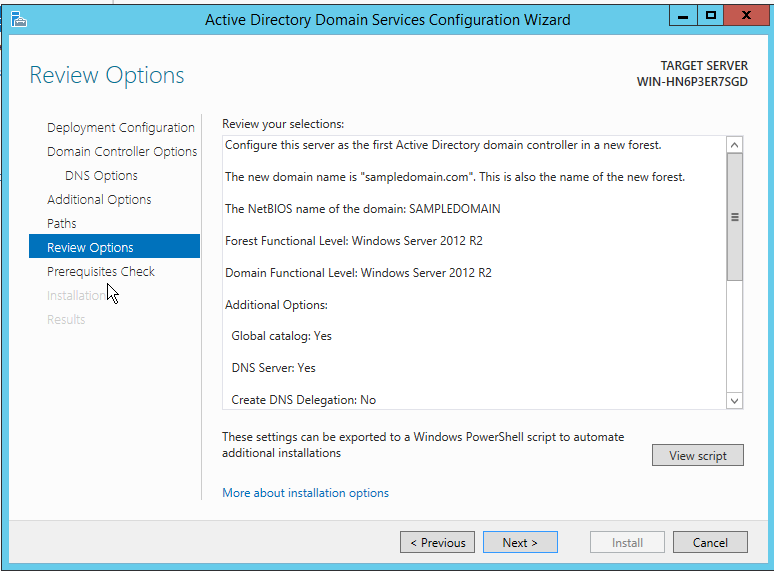 Active Directory Domain Services Configuration Wizard
Review Options
TARGET SERVER
WIN-HN6P3ER7SGD
Deployment Configuration
Domain Controller Options
DNS Options
Additional Options
Paths
Review Options
Prerequisites Check
Installation
Results
Review your selections:
Configure this server as the first Active Directory domain controller in a new forest.
The new domain name is "sampledomain.com". This is also the name of the new forest.
The NetBIOS name of the domain: SAMPLEDOMAIN
Forest Functional Level: Windows Server 2012 R2
Domain Functional Level: Windows Server 2012 R2
Additional Options:
Global catalog: Yes
DNS Server: Yes
Create DNS Delegation: No
These settings can be exported to a Windows PowerShell script to automate
additional installations
View script
More about installation options
< Previous
Next >
Install
Cancel